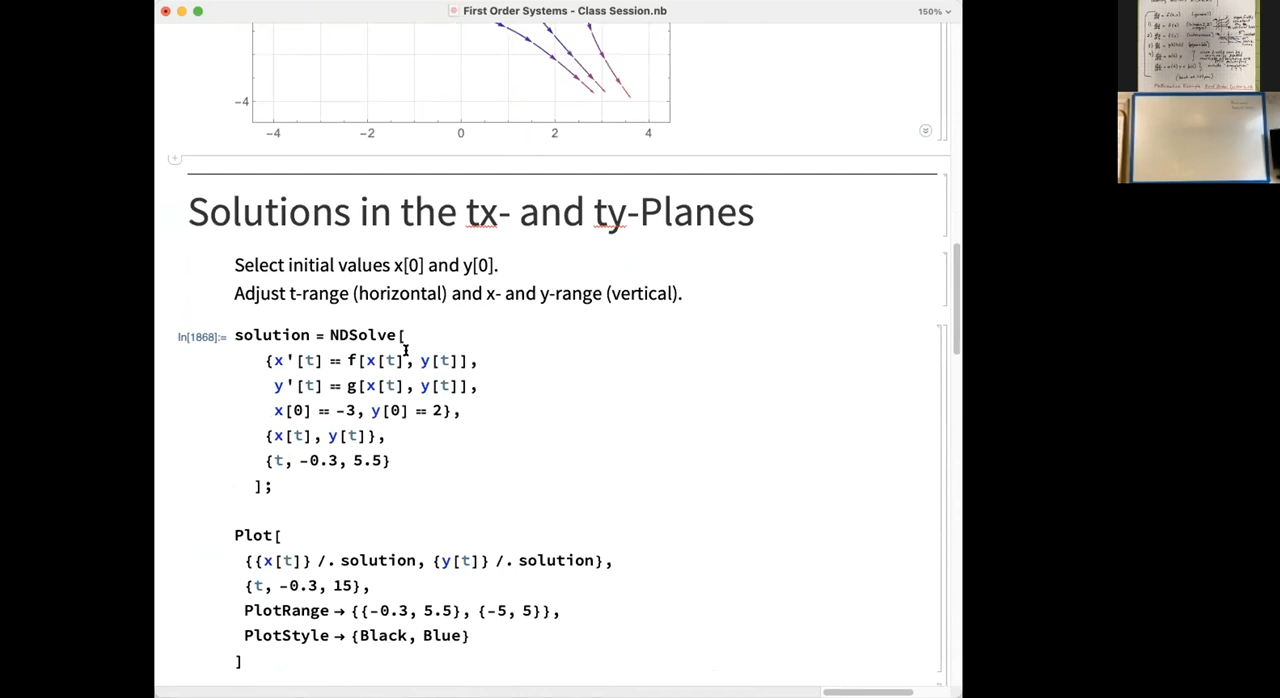 First Order Systems - Class Session.nb
150%
-4
-4 -2 0 2 4
Solutions in the tx- and ty-Planes
Select initial values x[0] and y[0].
Adjust t-range (horizontal) and x- and y-range (vertical).
In[1868]:= solution = NDSolve[
{x'[t] == f[x[t], y[t]],
y'[t] == g[x[t], y[t]],
x[0] == -3, y[0] == 2},
{x[t], y[t]},
{t, -0.3, 5.5}
];
Plot[
{{x[t]} /. solution, {y[t]} /. solution},
{t, -0.3, 15},
PlotRange → {{-0.3, 5.5}, {-5, 5}},
PlotStyle → {Black, Blue}
]